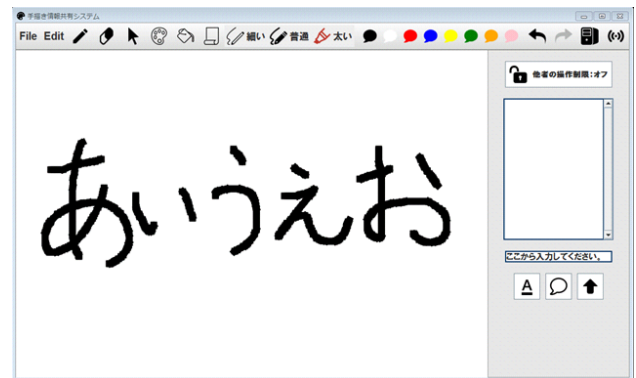 手描き情報共有システム
File Edit 細い 普通 太い
他者の操作制限:オフ
あいうえお
ここから入力してください。
A